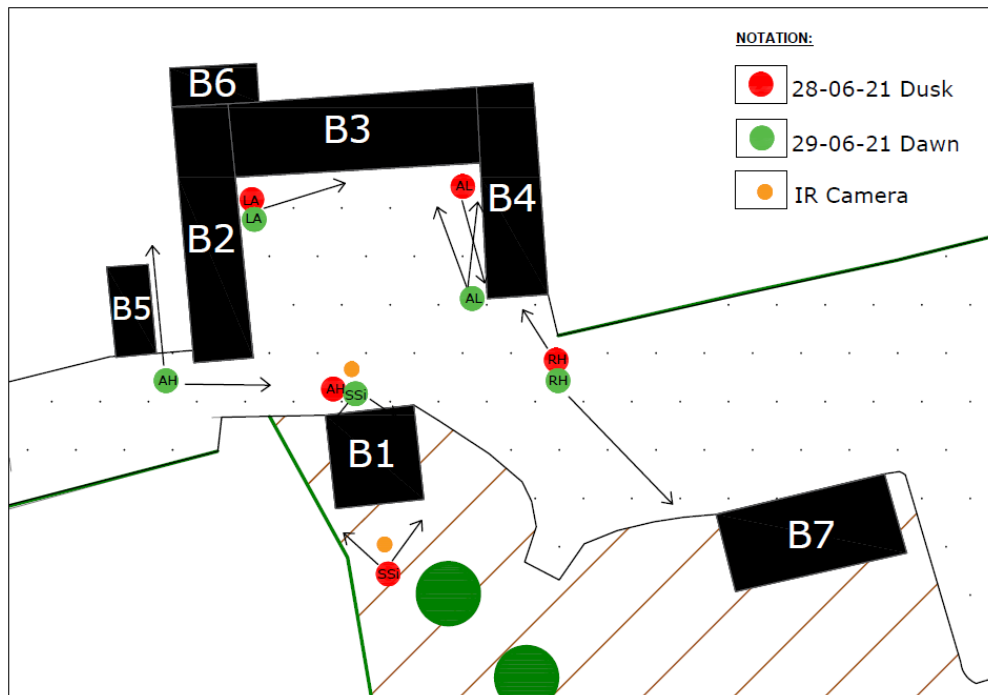 NOTATION:
28-06-21 Dusk
29-06-21 Dawn
IR Camera
B6
B3
LA
LA
AL
B4
B2
B5
AL
AH
RH
RH
AH
SSi
B1
B7
SSi